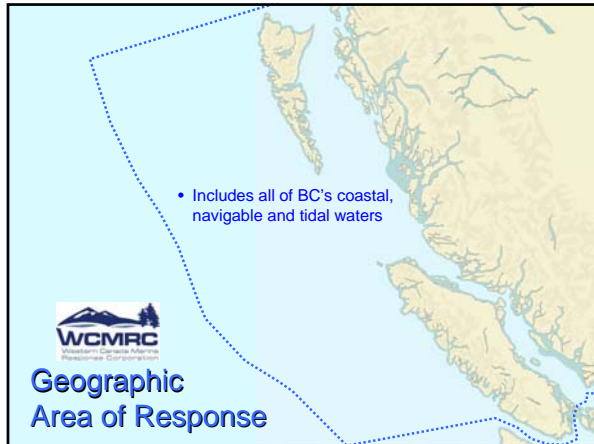 • Includes all of BC's coastal,
navigable and tidal waters
WCMRC
Western Canada Marine
Response Corporation
Geographic
Area of Response